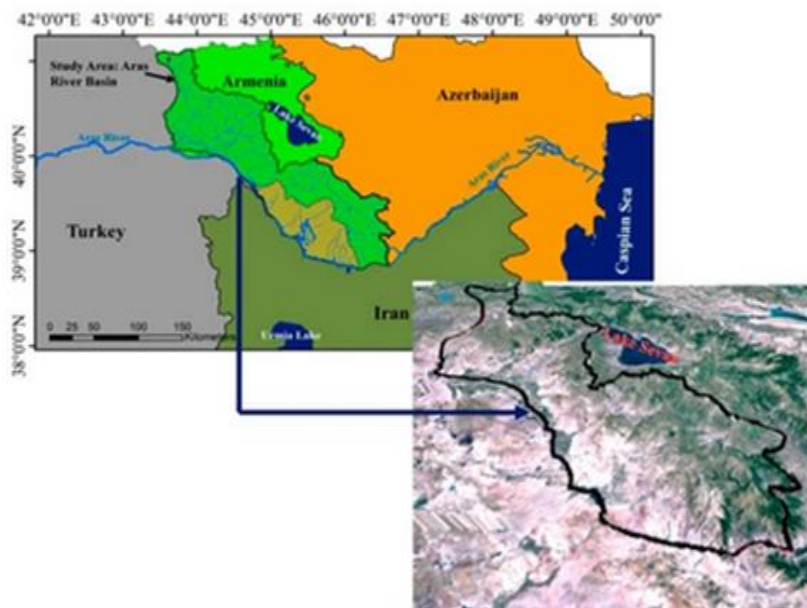 42°0'0"E 43°0'0"E 44°0'0"E 45°0'0"E 46°0'0"E 47°0'0"E 48°0'0"E 49°0'0"E 50°0'0"E
Study Area: Aras
River Basin
Armenia
Azerbaijan
Lake Sevan
Aras River
Aras River
40°0'0"N
Turkey
39°0'0"N
Caspian Sea
Iran
0 25 50 100 150
Kilometers
Urmia Lake
38°0'0"N
Lake Sevan